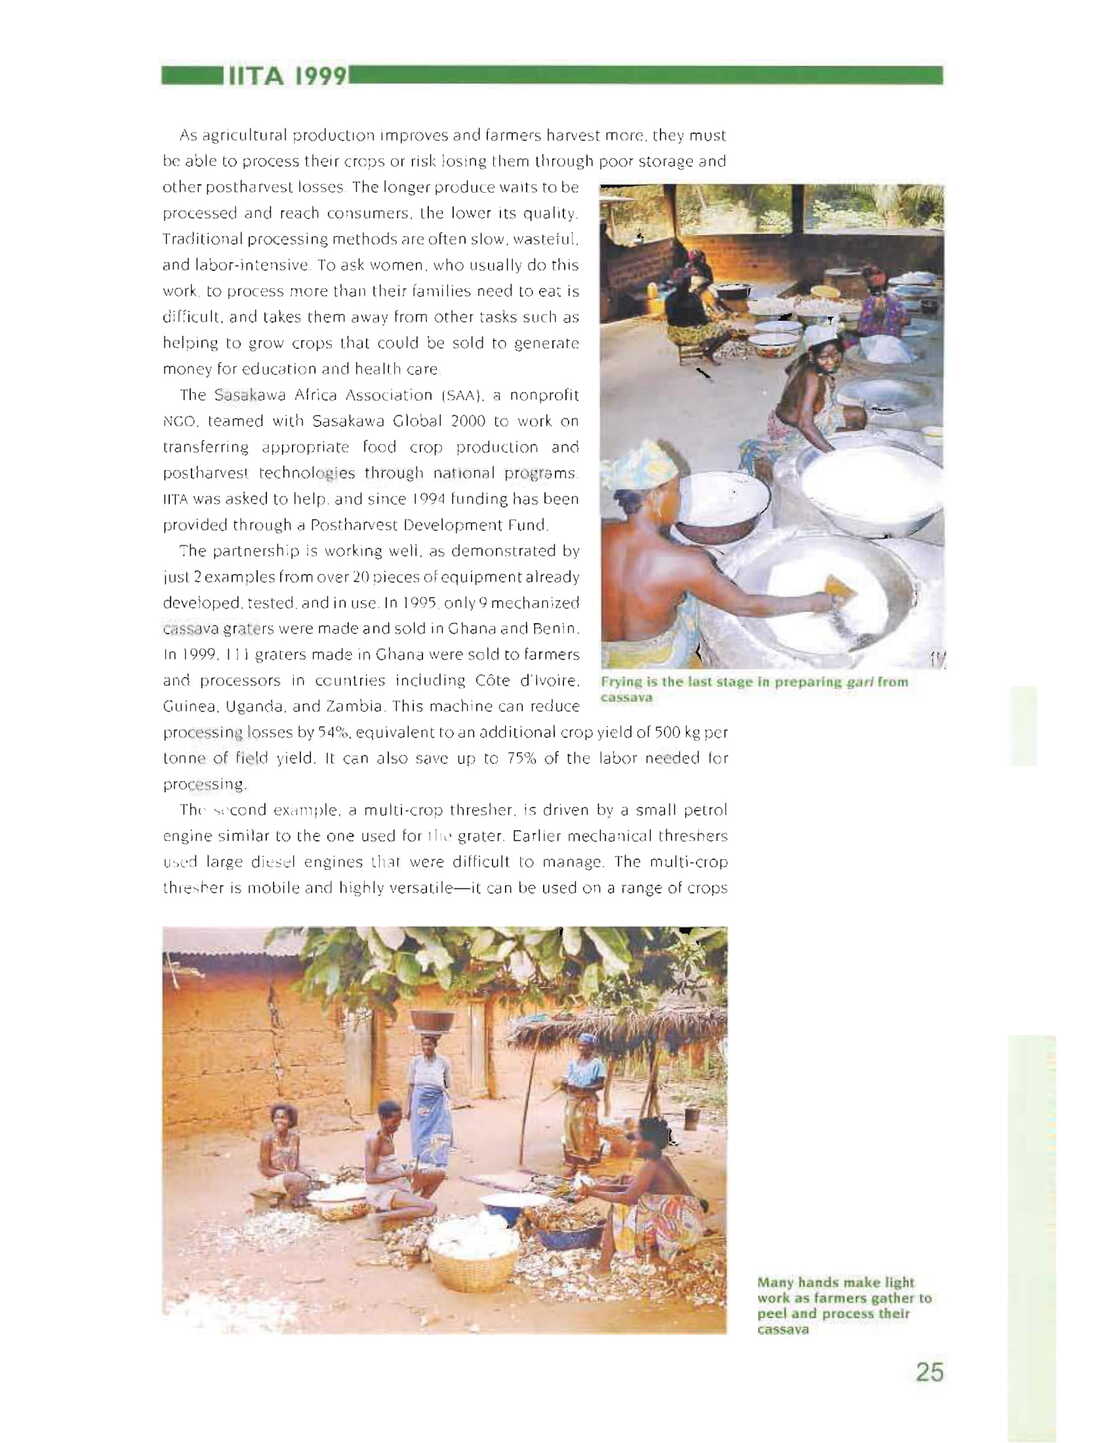 IITA 1999
As agricultural production improves and farmers harvest more, they must
be able to process their crops or risk losing them through poor storage and
other postharvest losses. The longer produce waits to be
processed and reach consumers, the lower its quality.
Traditional processing methods are often slow, wasteful,
and labor-intensive. To ask women, who usually do this
work, to process more than their families need to eat is
difficult, and takes them away from other tasks such as
helping to grow crops that could be sold to generate
money for education and health care.
The Sasakawa Africa Association (SAA), a nonprofit
NGO, teamed with Sasakawa Global 2000 to work on
transferring appropriate food crop production and
postharvest technologies through national programs.
IITA was asked to help, and since 1994 funding has been
provided through a Postharvest Development Fund.
The partnership is working well, as demonstrated by
just 2 examples from over 20 pieces of equipment already
developed, tested, and in use. In 1995, only 9 mechanized
cassava graters were made and sold in Ghana and Benin.
In 1999, 111 graters made in Ghana were sold to farmers
and processors in countries including Côte d'Ivoire,
Guinea, Uganda, and Zambia. This machine can reduce
processing losses by 54%, equivalent to an additional crop yield of 500 kg per
tonne of field yield. It can also save up to 75% of the labor needed for
processing.
The second example, a multi-crop thresher, is driven by a small petrol
engine similar to the one used for the grater. Earlier mechanical threshers
used large diesel engines that were difficult to manage. The multi-crop
thresher is mobile and highly versatile—it can be used on a range of crops
Frying is the last stage in preparing gari from
cassava
Many hands make light
work as farmers gather to
peel and process their
cassava
25